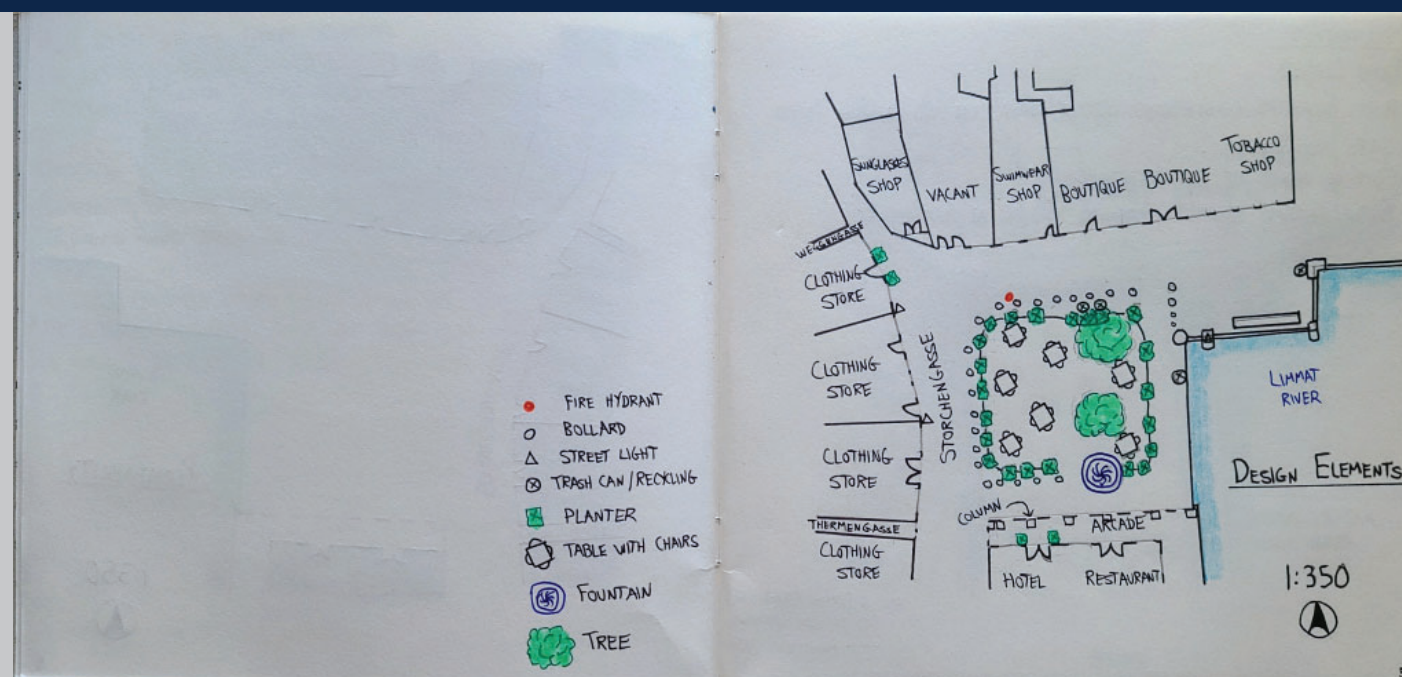 FIRE HYDRANT
BOLLARD
STREET LIGHT
TRASH CAN/RECYCLING
PLANTER
TABLE WITH CHAIRS
FOUNTAIN
TREE
SUNGLASSES
SHOP
VACANT
SWIMWEAR
SHOP
BOUTIQUE
BOUTIQUE
TOBACCO
SHOP
WEGGENGASSE
CLOTHING
STORE
CLOTHING
STORE
CLOTHING
STORE
THERMENGASSE
CLOTHING
STORE
STORCHENGASSE
COLUMN
ARCADE
HOTEL
RESTAURANT
LIMMAT
RIVER
DESIGN ELEMENTS
1:350